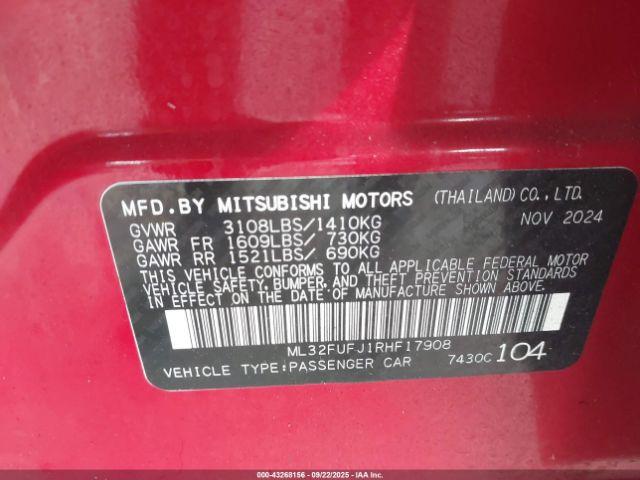 MFD.BY MITSUBISHI MOTORS (THAILAND)CO.,LTD.
NOV 2024
GVWR 3108LBS/1410KG
GAWR FR 1609LBS/ 730KG
GAWR RR 1521LBS/ 690KG
THIS VEHICLE CONFORMS TO ALL APPLICABLE FEDERAL MOTOR
VEHICLE SAFETY, BUMPER, AND THEFT PREVENTION STANDARDS
IN EFFECT ON THE DATE OF MANUFACTURE SHOWN ABOVE.
ML32FUFJ1RHF17908
VEHICLE TYPE:PASSENGER CAR 7430C 104
000-43268156 - 09/22/2025 - IAAI Copyright